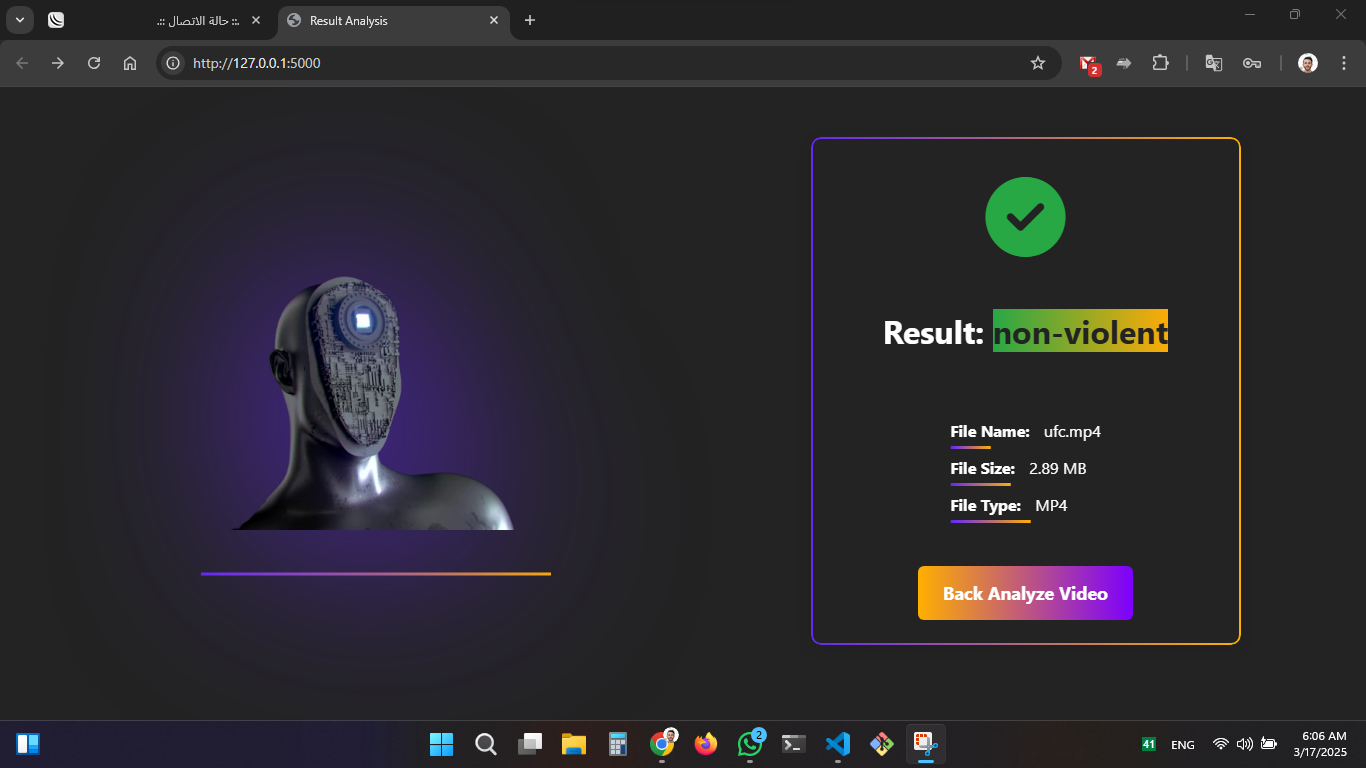 .:: حالة الاتصال ::.
Result Analysis
http://127.0.0.1:5000
2
Result: non-violent
File Name: ufc.mp4
File Size: 2.89 MB
File Type: MP4
Back Analyze Video
2
41
ENG
6:06 AM
3/17/2025